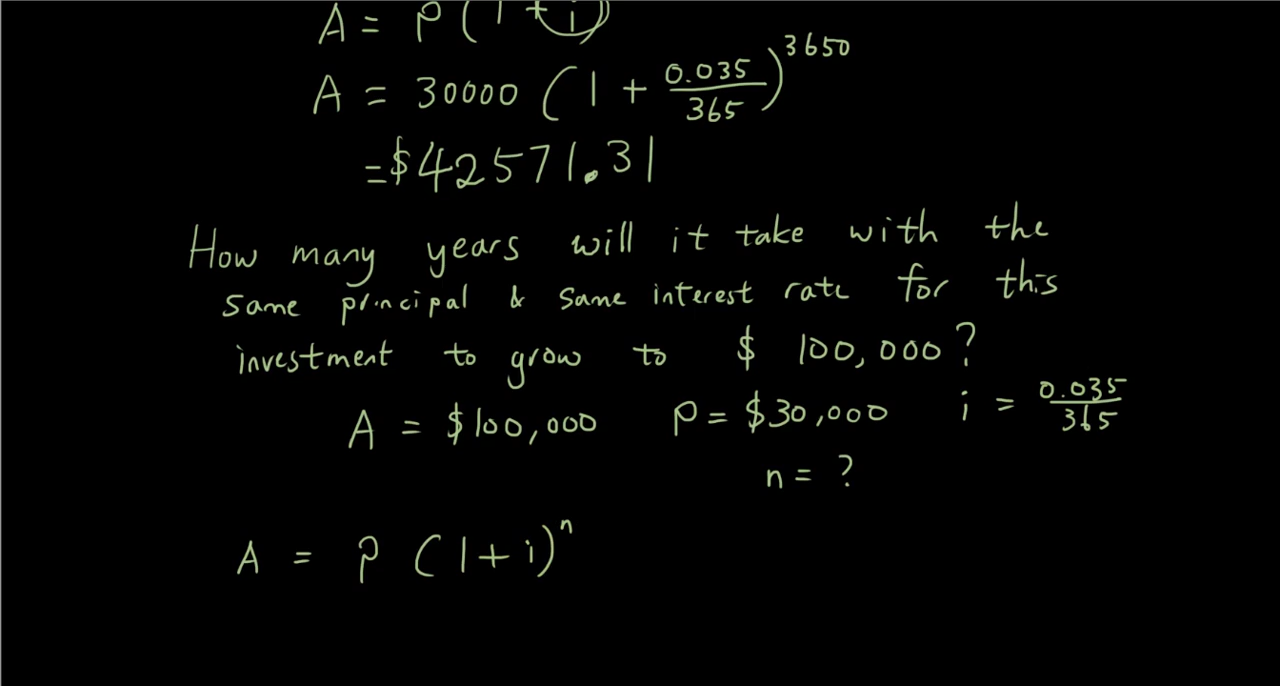 A = P(1+i)
A = 30000 (1 + 0.035/365)^3650
=$42571.31
How many years will it take with the
same principal & same interest rate for this
investment to grow to $ 100,000?
A = $100,000 P = $30,000 i = 0.035/365
n = ?
A = P (1+i)^n